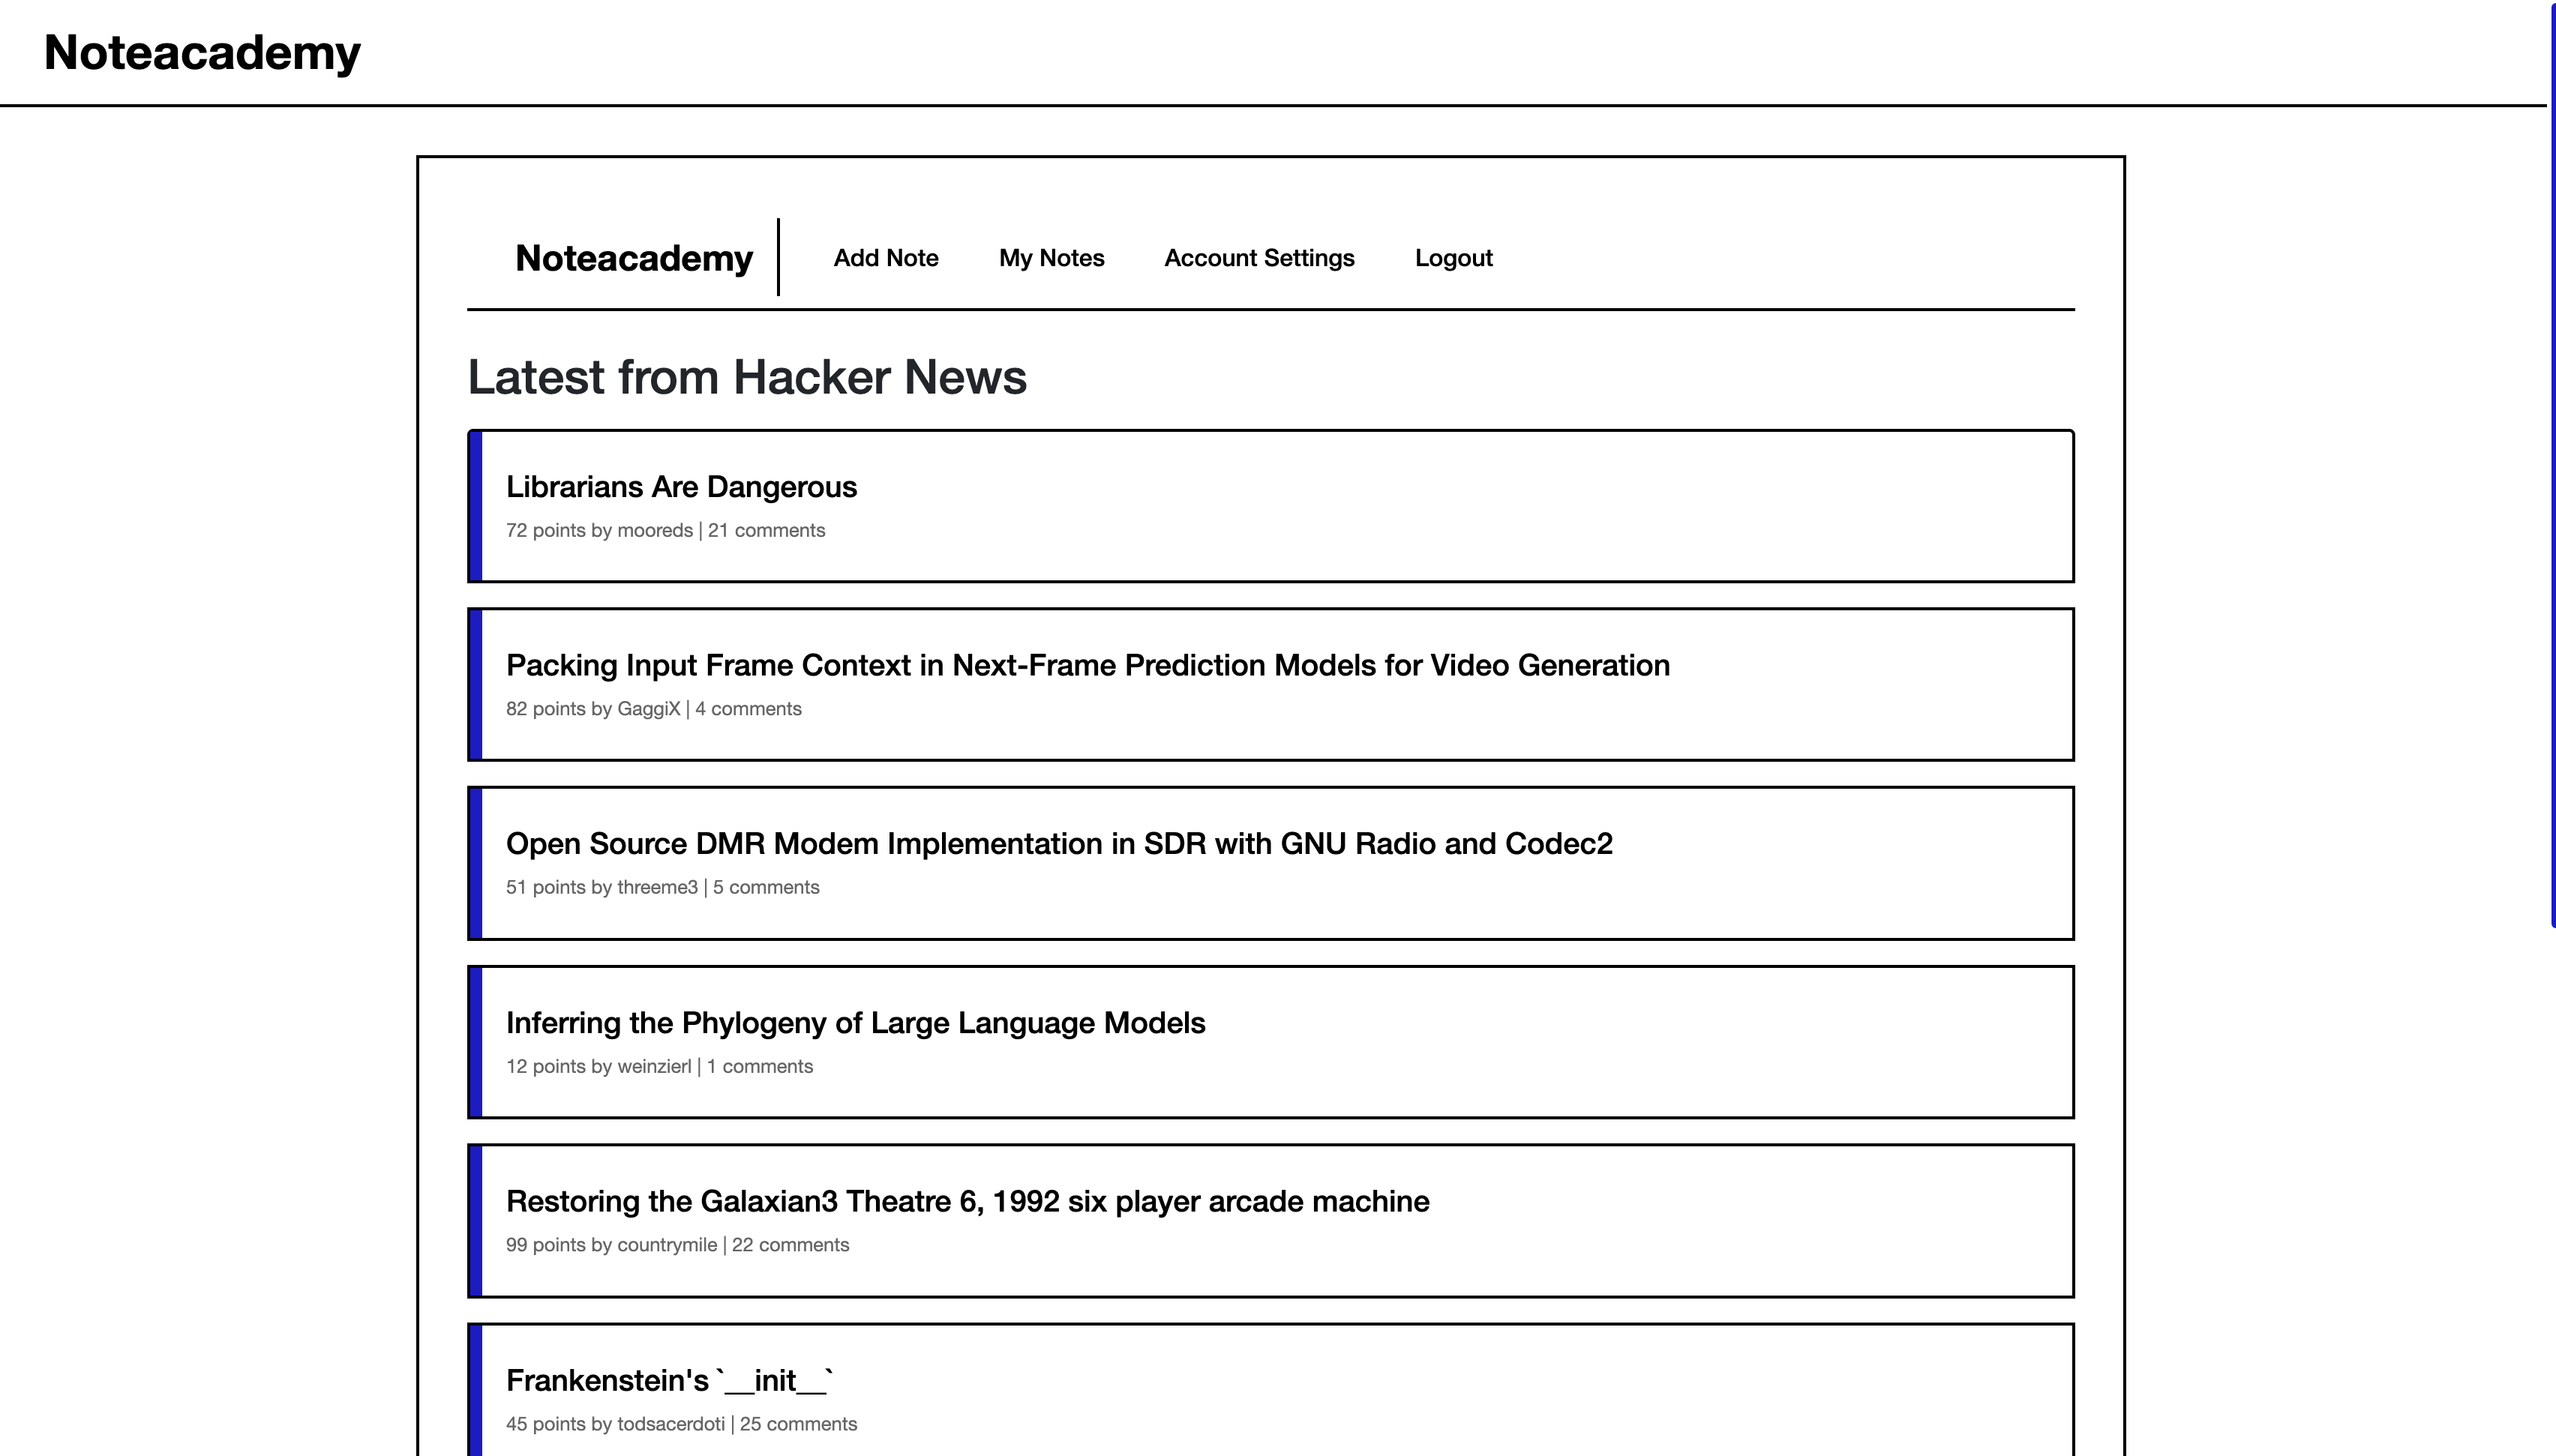 Noteacademy
Noteacademy
Add Note
My Notes
Account Settings
Logout
Latest from Hacker News
Librarians Are Dangerous
72 points by mooreds | 21 comments
Packing Input Frame Context in Next-Frame Prediction Models for Video Generation
82 points by GaggiX | 4 comments
Open Source DMR Modem Implementation in SDR with GNU Radio and Codec2
51 points by threeme3 | 5 comments
Inferring the Phylogeny of Large Language Models
12 points by weinzierl | 1 comments
Restoring the Galaxian3 Theatre 6, 1992 six player arcade machine
99 points by countrymile | 22 comments
Frankenstein's `__init__`
45 points by todsacerdoti | 25 comments